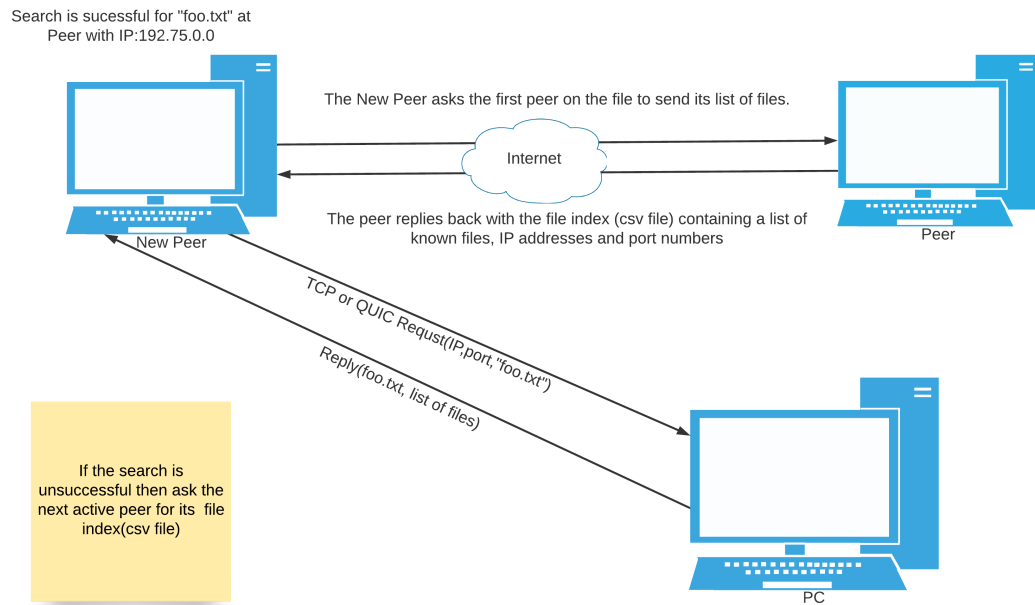 Search is sucessful for "foo.txt" at
Peer with IP:192.75.0.0
The New Peer asks the first peer on the file to send its list of files.
Internet
The peer replies back with the file index (csv file) containing a list of
known files, IP addresses and port numbers
New Peer
Peer
TCP or QUIC Requst(IP,port,"foo.txt")
Reply(foo.txt, list of files)
If the search is
unsuccessful then ask the
next active peer for its file
index(csv file)
PC